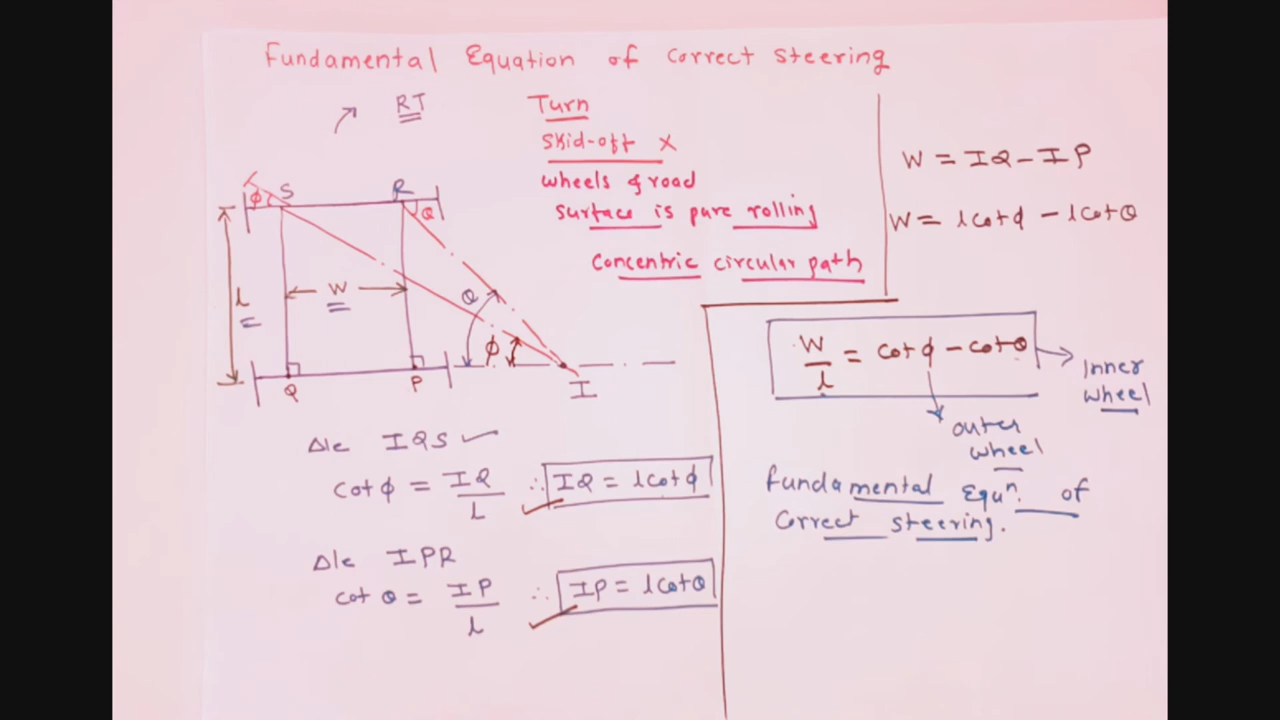 Fundamental Equation of Correct Steering
RT
Turn
Skid-off X
Wheels & road
surface is pure rolling
Concentric circular path
ϕ S R θ
l
w
θ
ϕ
Q P I
Δle IQS ✓
cot ϕ = IQ / L ∴ IQ = l cot ϕ
Δle IPR
cot θ = IP / l ∴ IP = l cot θ
W = IQ - IP
W = l cot ϕ - l cot θ
W / l = cot ϕ - cot θ
Inner
wheel
outer
wheel
fundamental Equn. of
Correct steering.